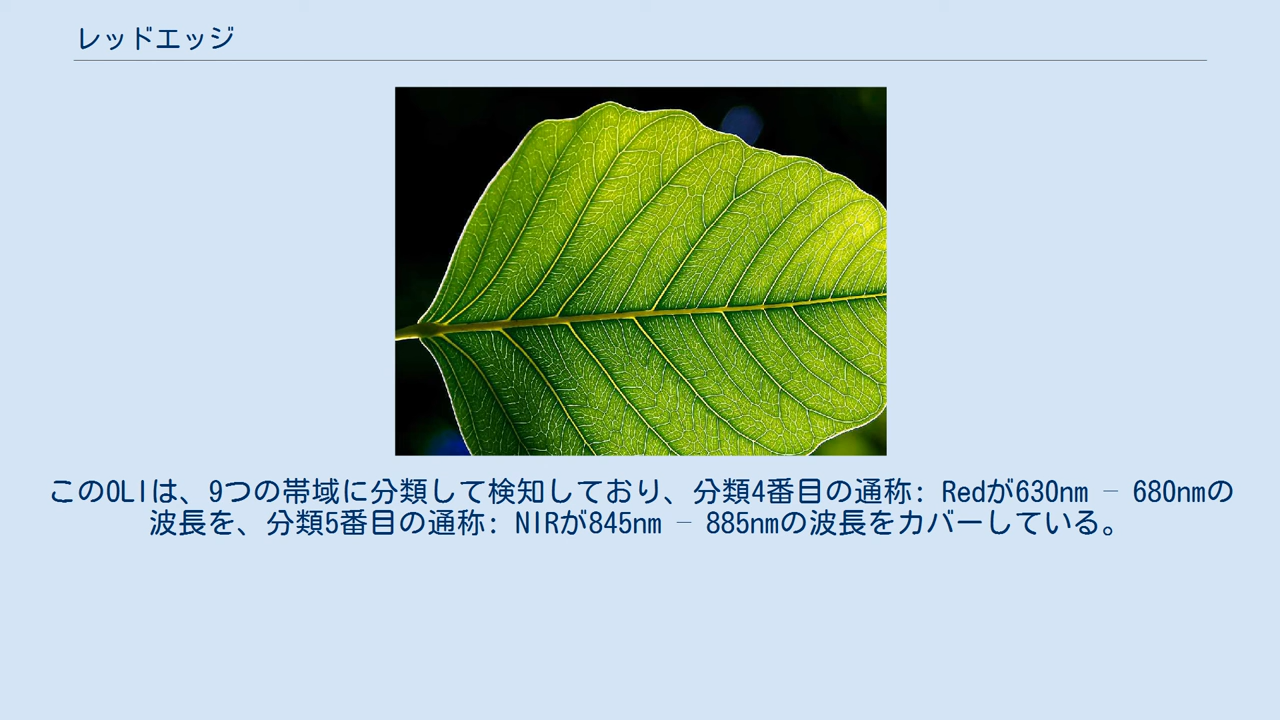 レッドエッジ
このOLIは、9つの帯域に分類して検知しており、分類4番目の通称: Redが630nm – 680nmの
波長を、分類5番目の通称: NIRが845nm – 885nmの波長をカバーしている。